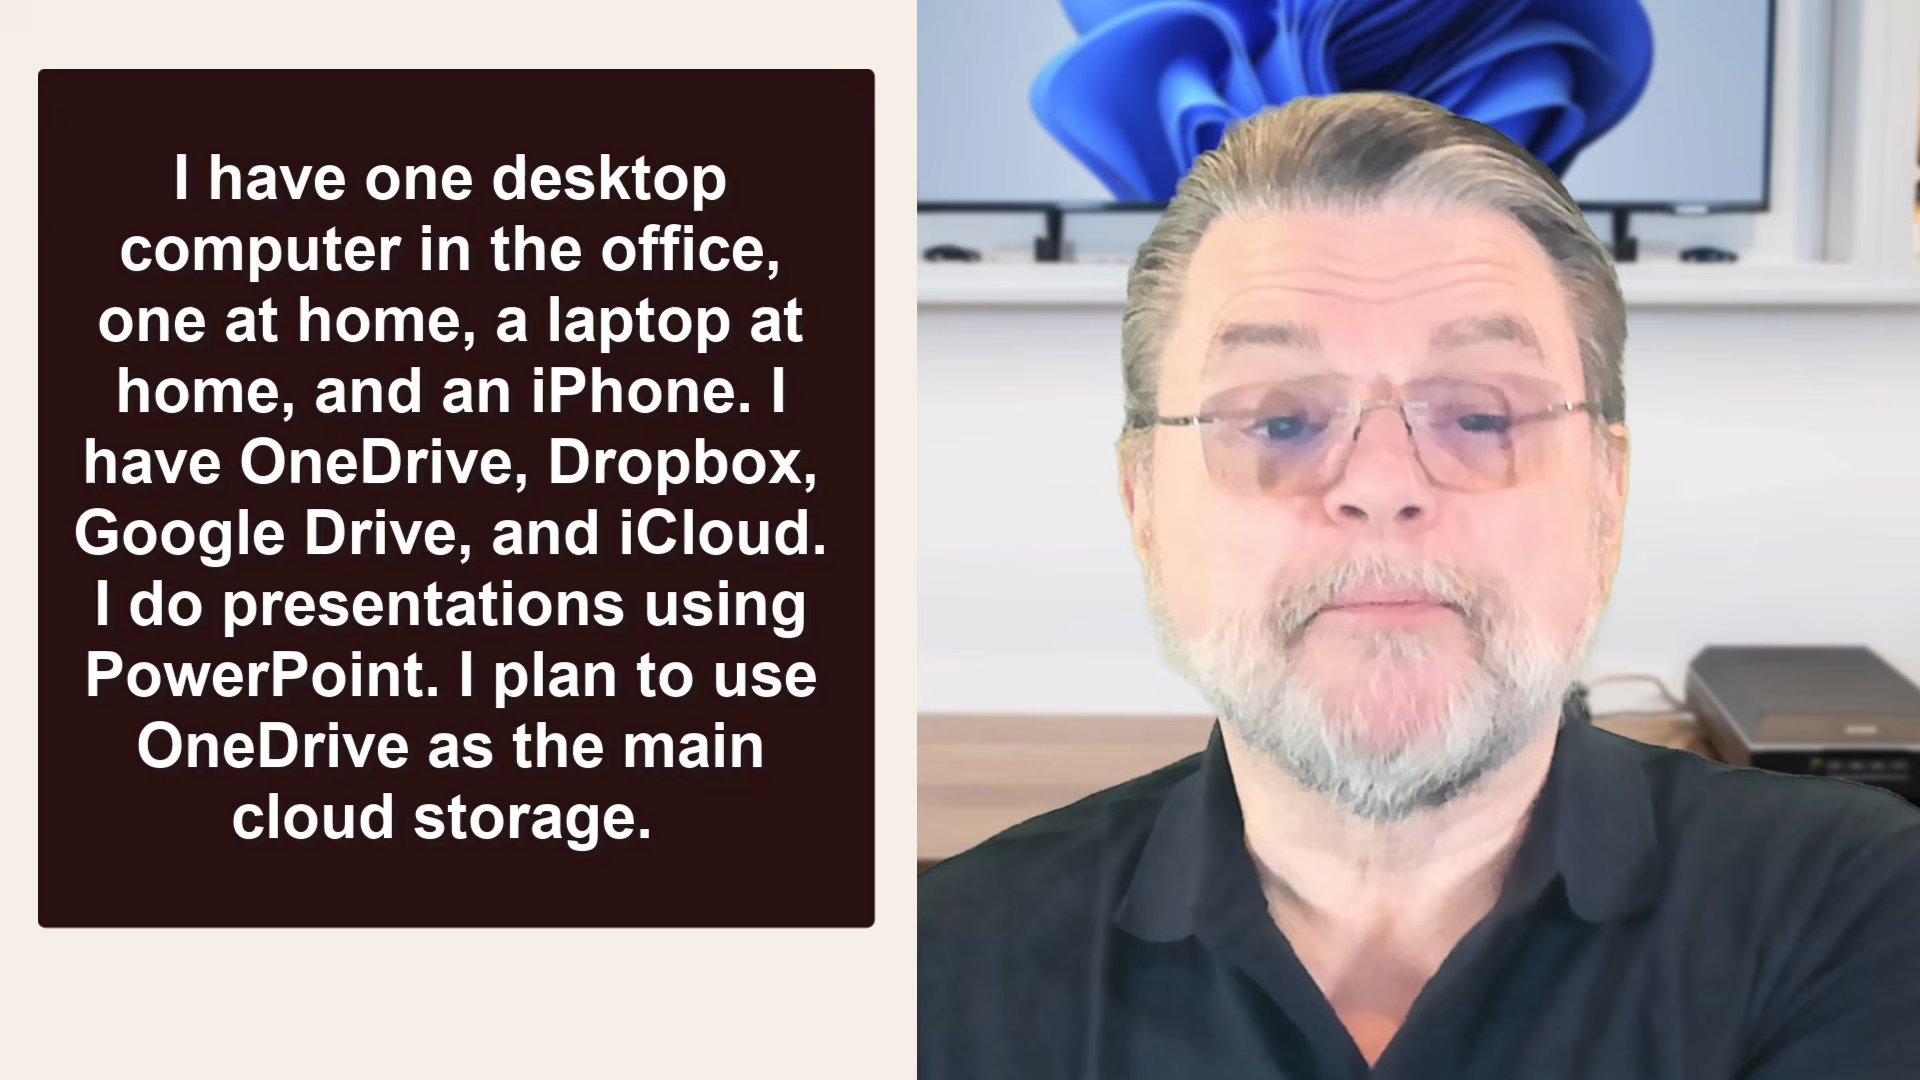 I have one desktop
computer in the office,
one at home, a laptop at
home, and an iPhone. I
have OneDrive, Dropbox,
Google Drive, and iCloud.
I do presentations using
PowerPoint. I plan to use
OneDrive as the main
cloud storage.